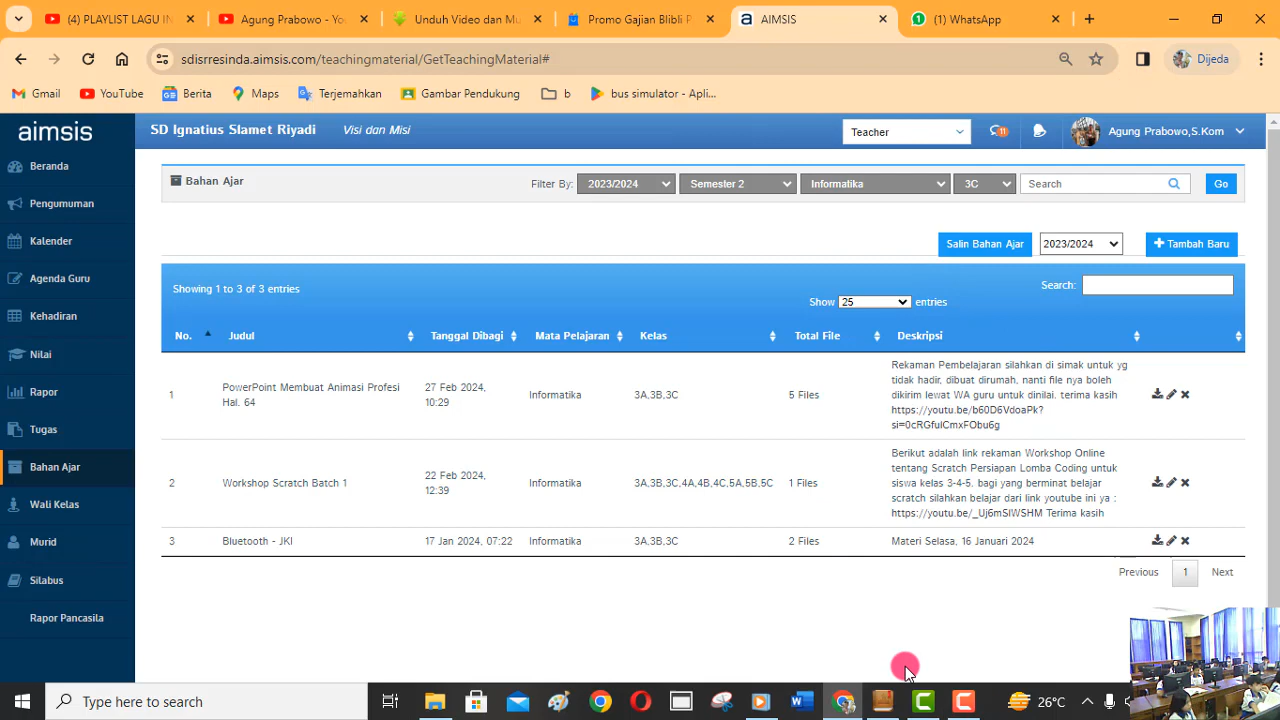 (4) PLAYLIST LAGU IN
Agung Prabowo - Yo
Unduh Video dan Mu
Promo Gajian Blibli P
AIMSIS
(1) WhatsApp
sdisrresinda.aimsis.com/teachingmaterial/GetTeachingMaterial#
Dijeda
Gmail
YouTube
Berita
Maps
Terjemahkan
Gambar Pendukung
b
bus simulator - Apli...
aimsis
SD Ignatius Slamet Riyadi
Visi dan Misi
Teacher
11
Agung Prabowo,S.Kom
Beranda
Pengumuman
Kalender
Agenda Guru
Kehadiran
Nilai
Rapor
Tugas
Bahan Ajar
Wali Kelas
Murid
Silabus
Rapor Pancasila
Bahan Ajar
Filter By:
2023/2024
Semester 2
Informatika
3C
Search
Go
Salin Bahan Ajar
2023/2024
Tambah Baru
Showing 1 to 3 of 3 entries
Show 25 entries
Search:
No.
Judul
Tanggal Dibagi
Mata Pelajaran
Kelas
Total File
Deskripsi
1
PowerPoint Membuat Animasi Profesi
Hal. 64
27 Feb 2024,
10:29
Informatika
3A,3B,3C
5 Files
Rekaman Pembelajaran silahkan di simak untuk yg
tidak hadir, dibuat dirumah, nanti file nya boleh
dikirim lewat WA guru untuk dinilai. terima kasih
https://youtu.be/b60D6VdoaPk?
si=0cRGfulCmxFObu6g
2
Workshop Scratch Batch 1
22 Feb 2024,
12:39
Informatika
3A,3B,3C,4A,4B,4C,5A,5B,5C
1 Files
Berikut adalah link rekaman Workshop Online
tentang Scratch Persiapan Lomba Coding untuk
siswa kelas 3-4-5. bagi yang berminat belajar
scratch silahkan belajar dari link youtube ini ya :
https://youtu.be/_Uj6mSIWSHM Terima kasih
3
Bluetooth - JKI
17 Jan 2024, 07:22
Informatika
3A,3B,3C
2 Files
Materi Selasa, 16 Januari 2024
Previous
1
Next
Type here to search
26°C